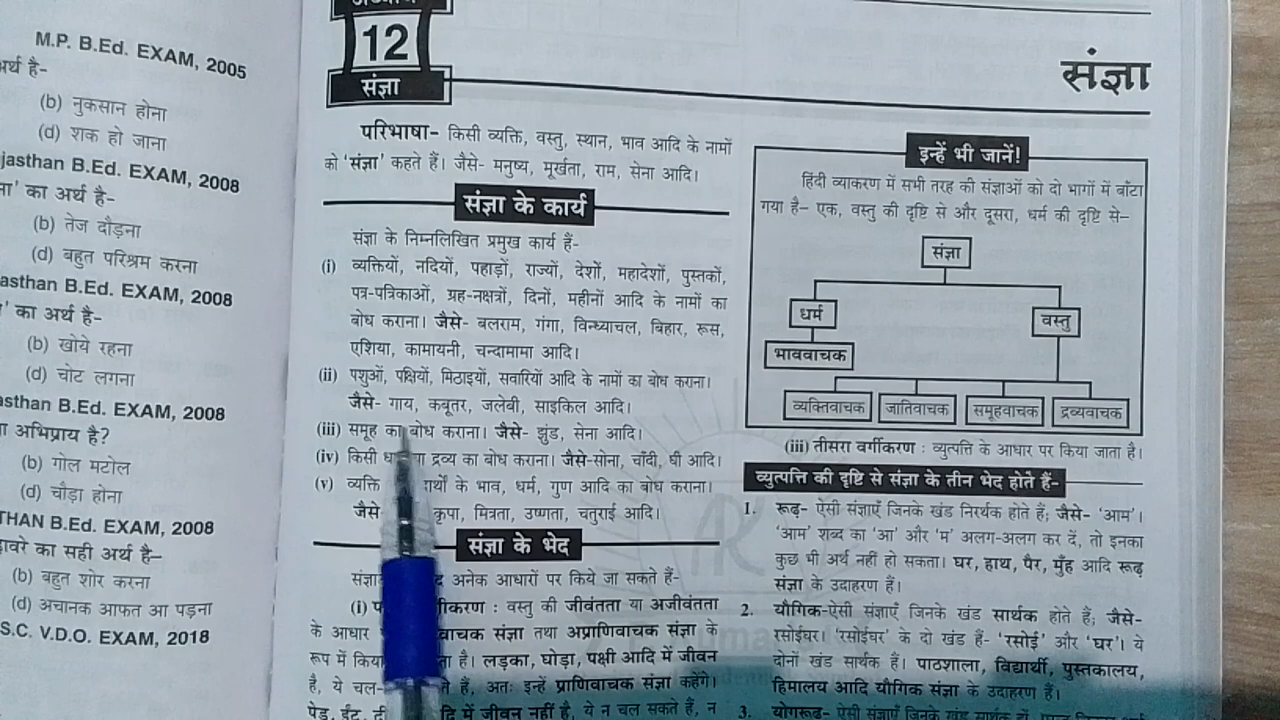 M.P. B.Ed. EXAM, 2005
अर्थ है-
(b) नुकसान होना
(d) शक हो जाना
jasthan B.Ed. EXAM, 2008
का अर्थ है-
(b) तेज दौड़ना
(d) बहुत परिश्रम करना
asthan B.Ed. EXAM, 2008
' का अर्थ है-
(b) खोये रहना
(d) चोट लगना
asthan B.Ed. EXAM, 2008
अभिप्राय है?
(b) गोल मटोल
(d) चौड़ा होना
THAN B.Ed. EXAM, 2008
का सही अर्थ है–
(b) बहुत शोर करना
(d) अचानक आफत आ पड़ना
S.C. V.D.O. EXAM, 2018
12
संज्ञा
संज्ञा
परिभाषा- किसी व्यक्ति, वस्तु, स्थान, भाव आदि के नामों
को 'संज्ञा' कहते हैं। जैसे- मनुष्य, मूर्खता, राम, सेना आदि।
संज्ञा के कार्य
संज्ञा के निम्नलिखित प्रमुख कार्य हैं-
(i) व्यक्तियों, नदियों, पहाड़ों, राज्यों, देशों, महादेशों, पुस्तकों,
पत्र-पत्रिकाओं, ग्रह-नक्षत्रों, दिनों, महीनों आदि के नामों का
बोध कराना। जैसे- बलराम, गंगा, विन्ध्याचल, बिहार, रूस,
एशिया, कामायनी, चन्दामामा आदि।
(ii) पशुओं, पक्षियों, मिठाइयों, सवारियों आदि के नामों का बोध कराना।
जैसे- गाय, कबूतर, जलेबी, साइकिल आदि।
(iii) समूह का बोध कराना। जैसे- झुंड, सेना आदि।
(iv) किसी द्रव्य का बोध कराना। जैसे-सोना, चाँदी, घी आदि।
(v) व्यक्ति के भाव, धर्म, गुण आदि का बोध कराना।
जैसे कृपा, मित्रता, उष्णता, चतुराई आदि।
संज्ञा के भेद
संज्ञा अनेक आधारों पर किये जा सकते हैं-
(i) : वस्तु की जीवंतता या अजीवंतता
के आधार वाचक संज्ञा तथा अप्राणिवाचक संज्ञा के
रूप में किया है। लड़का, घोड़ा, पक्षी आदि में जीवन
है, ये चल- हैं, अतः इन्हें प्राणिवाचक संज्ञा कहेंगे।
पेड़, ईंट, में जीवन नहीं है, ये न चल सकते हैं, न
इन्हें भी जानें!
हिंदी व्याकरण में सभी तरह की संज्ञाओं को दो भागों में बाँटा
गया है– एक, वस्तु की दृष्टि से और दूसरा, धर्म की दृष्टि से–
संज्ञा
धर्म
वस्तु
भाववाचक
व्यक्तिवाचक जातिवाचक समूहवाचक द्रव्यवाचक
(iii) तीसरा वर्गीकरण : व्युत्पत्ति के आधार पर किया जाता है।
व्युत्पत्ति की दृष्टि से संज्ञा के तीन भेद होते हैं-
1. रूढ़- ऐसी संज्ञाएँ जिनके खंड निरर्थक होते हैं; जैसे- 'आम'।
'आम' शब्द का 'आ' और 'म' अलग-अलग कर दें, तो इनका
कुछ भी अर्थ नहीं हो सकता। घर, हाथ, पैर, मुँह आदि रूढ़
संज्ञा के उदाहरण हैं।
2. यौगिक-ऐसी संज्ञाएँ जिनके खंड सार्थक होते हैं; जैसे-
रसोईघर। 'रसोईघर' के दो खंड हैं- 'रसोई' और 'घर'। ये
दोनों खंड सार्थक हैं। पाठशाला, विद्यार्थी, पुस्तकालय,
हिमालय आदि यौगिक संज्ञा के उदाहरण हैं।
3. योगरूढ़- ऐसी संज्ञाएँ जिनके खंड सार्थक